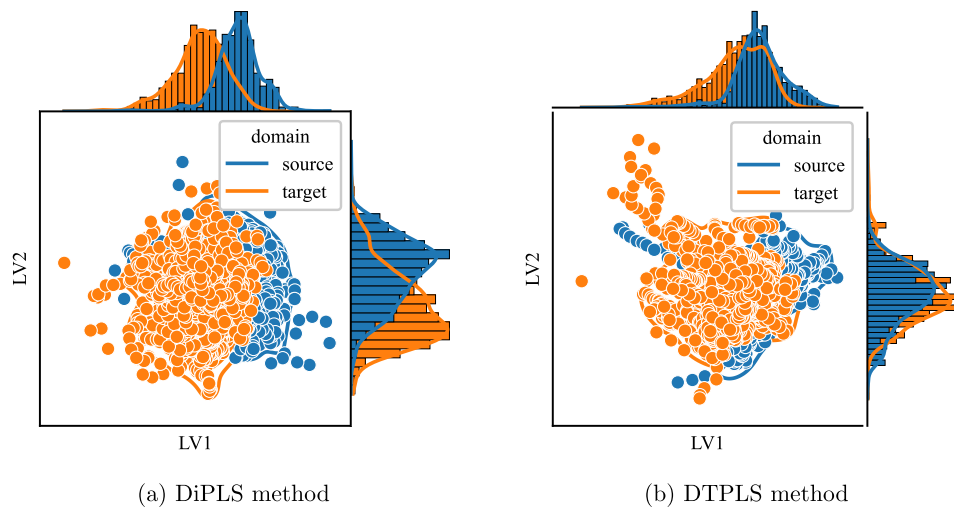 domain
source
target
LV2
LV1
(a) DiPLS method
domain
source
target
LV2
LV1
(b) DTPLS method